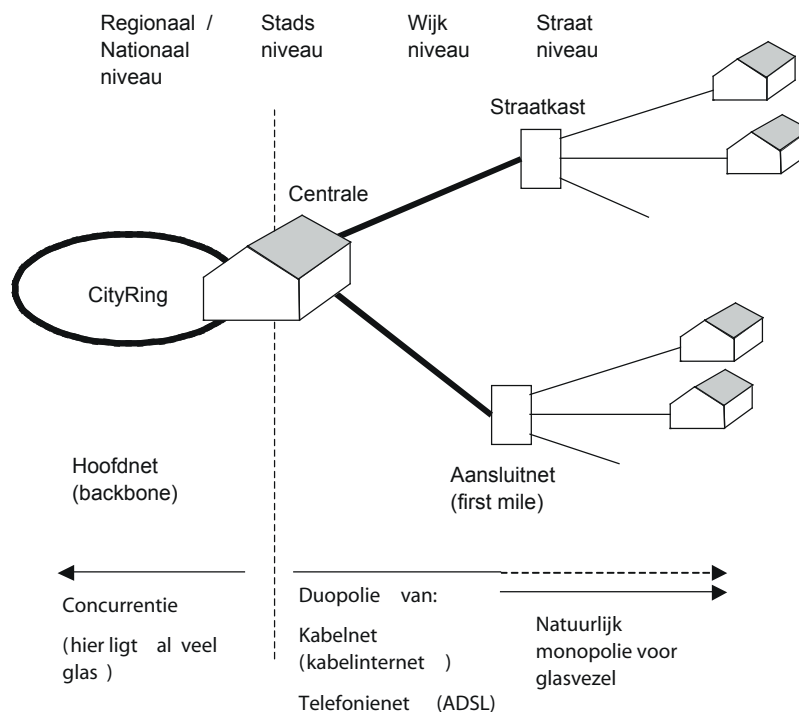 Regionaal /
Nationaal
niveau
Stads
niveau
Wijk
niveau
Straat
niveau
Straatkast
Centrale
CityRing
Hoofdnet
(backbone)
Aansluitnet
(first mile)
Concurrentie
(hier ligt al veel
glas )
Duopolie van:
Kabelnet
(kabelinternet )
Telefonienet (ADSL)
Natuurlijk
monopolie voor
glasvezel